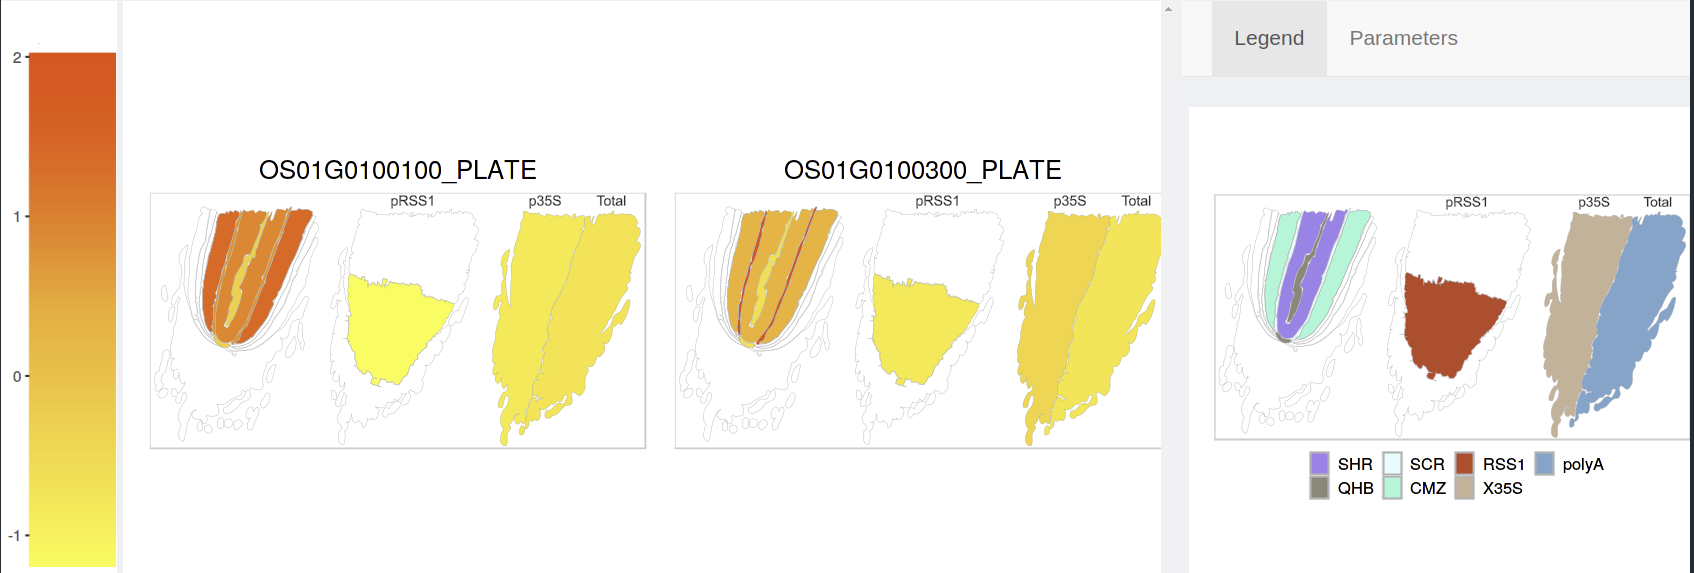 Legend Parameters
2
1
0
-1
OS01G0100100_PLATE
pRSS1 p35S Total
OS01G0100300_PLATE
pRSS1 p35S Total
pRSS1 p35S Total
SHR SCR RSS1 polyA
QHB CMZ X35S